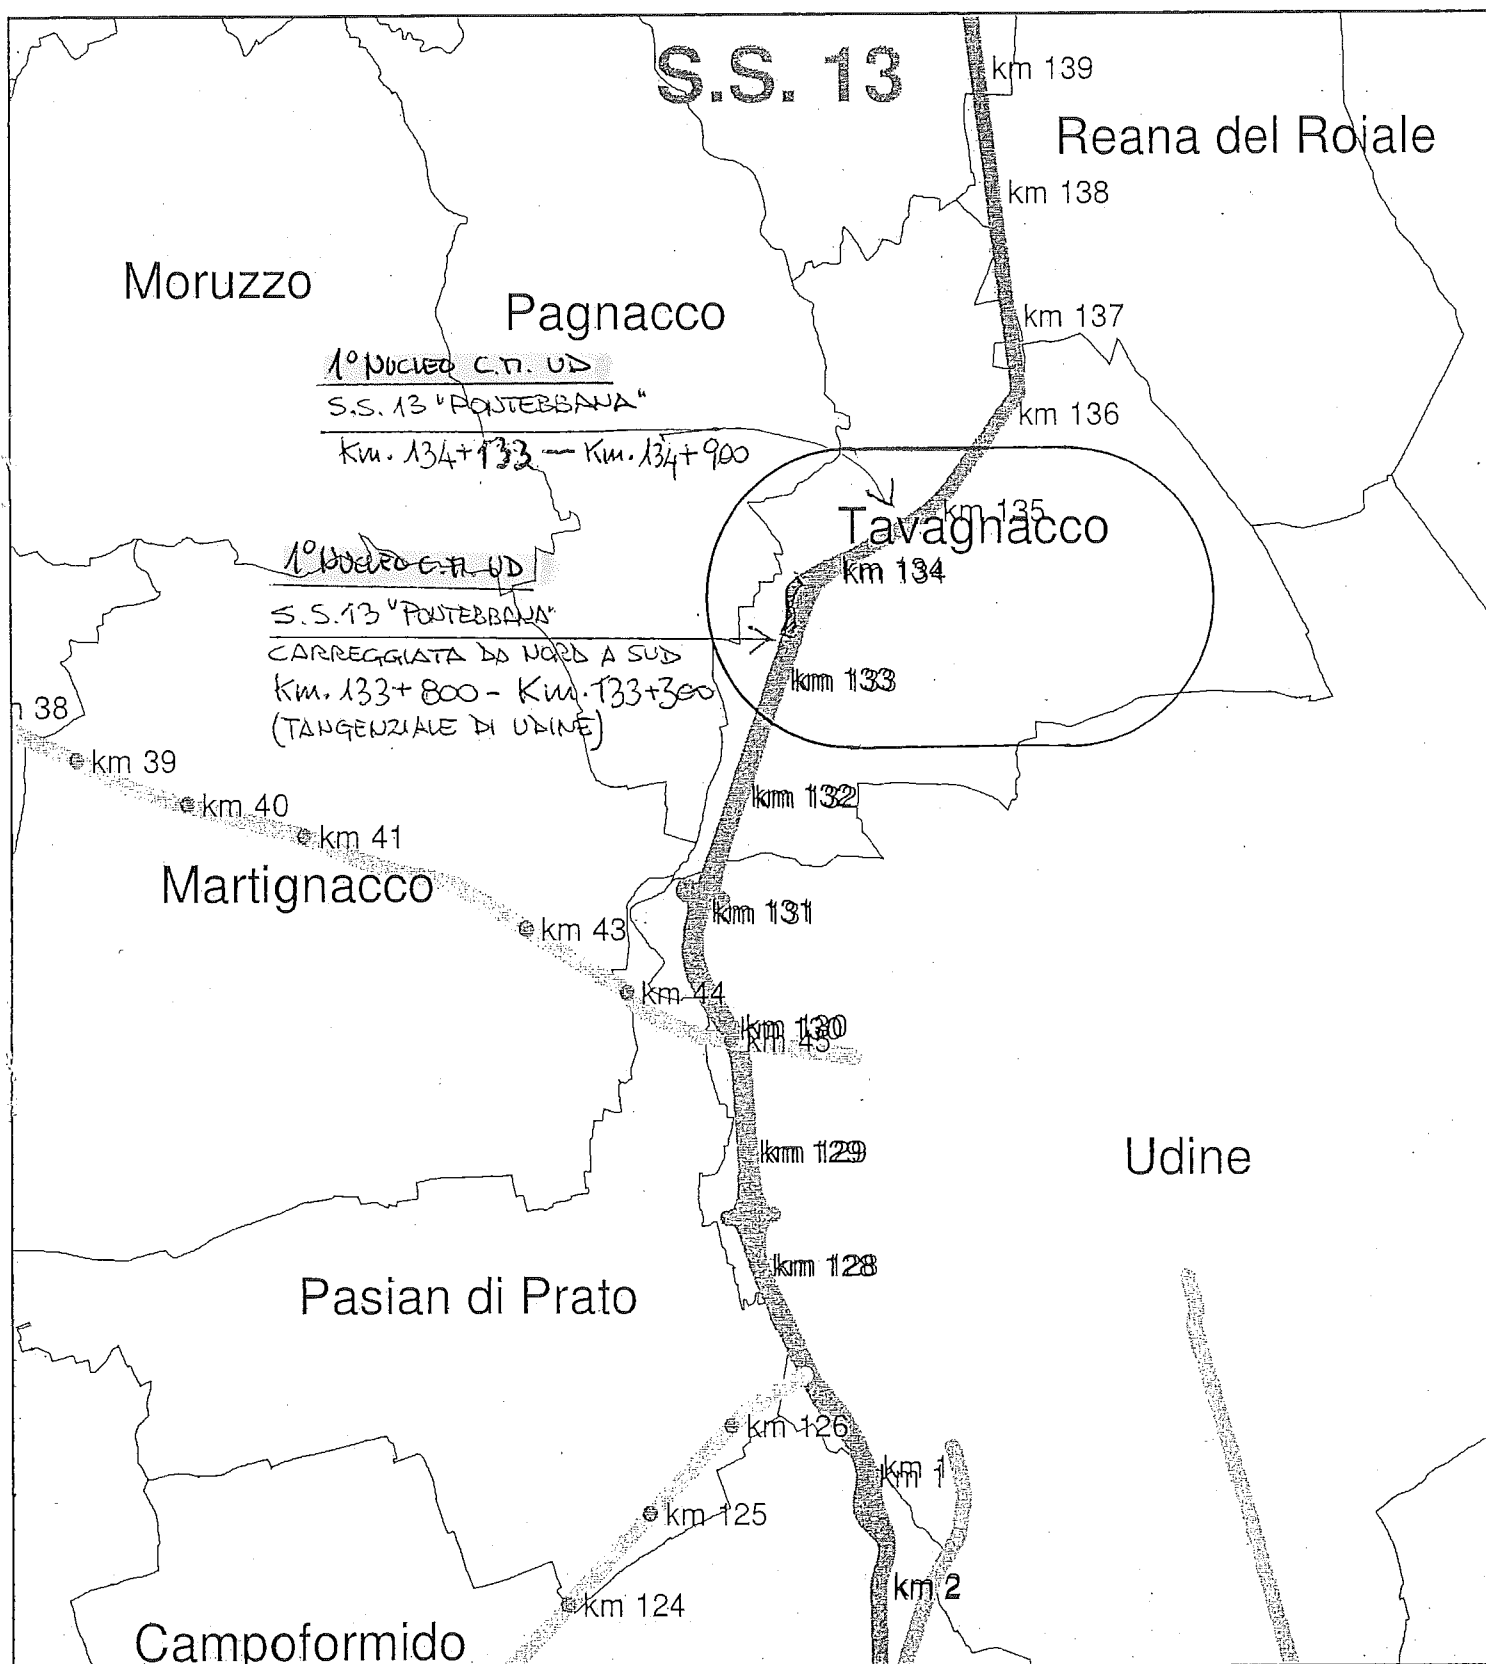 S.S. 13
km 139
Reana del Roiale
km 138
Moruzzo
Pagnacco
km 137
1° NUCLEO C.M. UD
S.S. 13 "PONTEBBANA"
km 136
Km. 134+133 — Km. 134+900
km 135
Tavagnacco
1° NUCLEO C.M. UD
km 134
S.S. 13 "PONTEBBANA"
CARREGGIATA DA NORD A SUD
km 133
Km. 133+800 - Km. 133+300
(TANGENZIALE DI UDINE)
38
km 39
km 132
km 40
km 41
Martignacco
km 131
km 43
km 44
km 130
km 45
km 129
Udine
km 128
Pasian di Prato
km 126
km 1
km 125
km 2
km 124
Campoformido